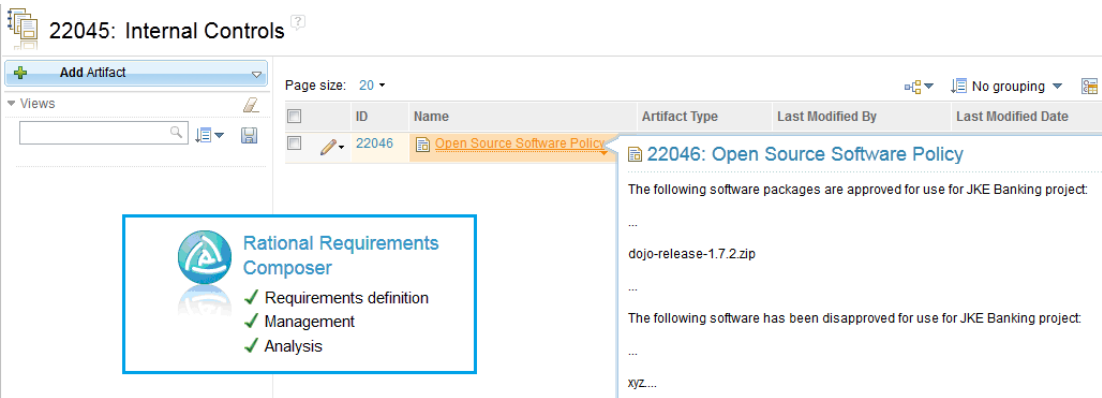 22045: Internal Controls ?
Add Artifact
Views
Page size: 20
No grouping
ID Name Artifact Type Last Modified By Last Modified Date
22046 Open Source Software Policy
22046: Open Source Software Policy
The following software packages are approved for use for JKE Banking project:
...
dojo-release-1.7.2.zip
...
The following software has been disapproved for use for JKE Banking project:
...
xyz....
Rational Requirements
Composer
Requirements definition
Management
Analysis